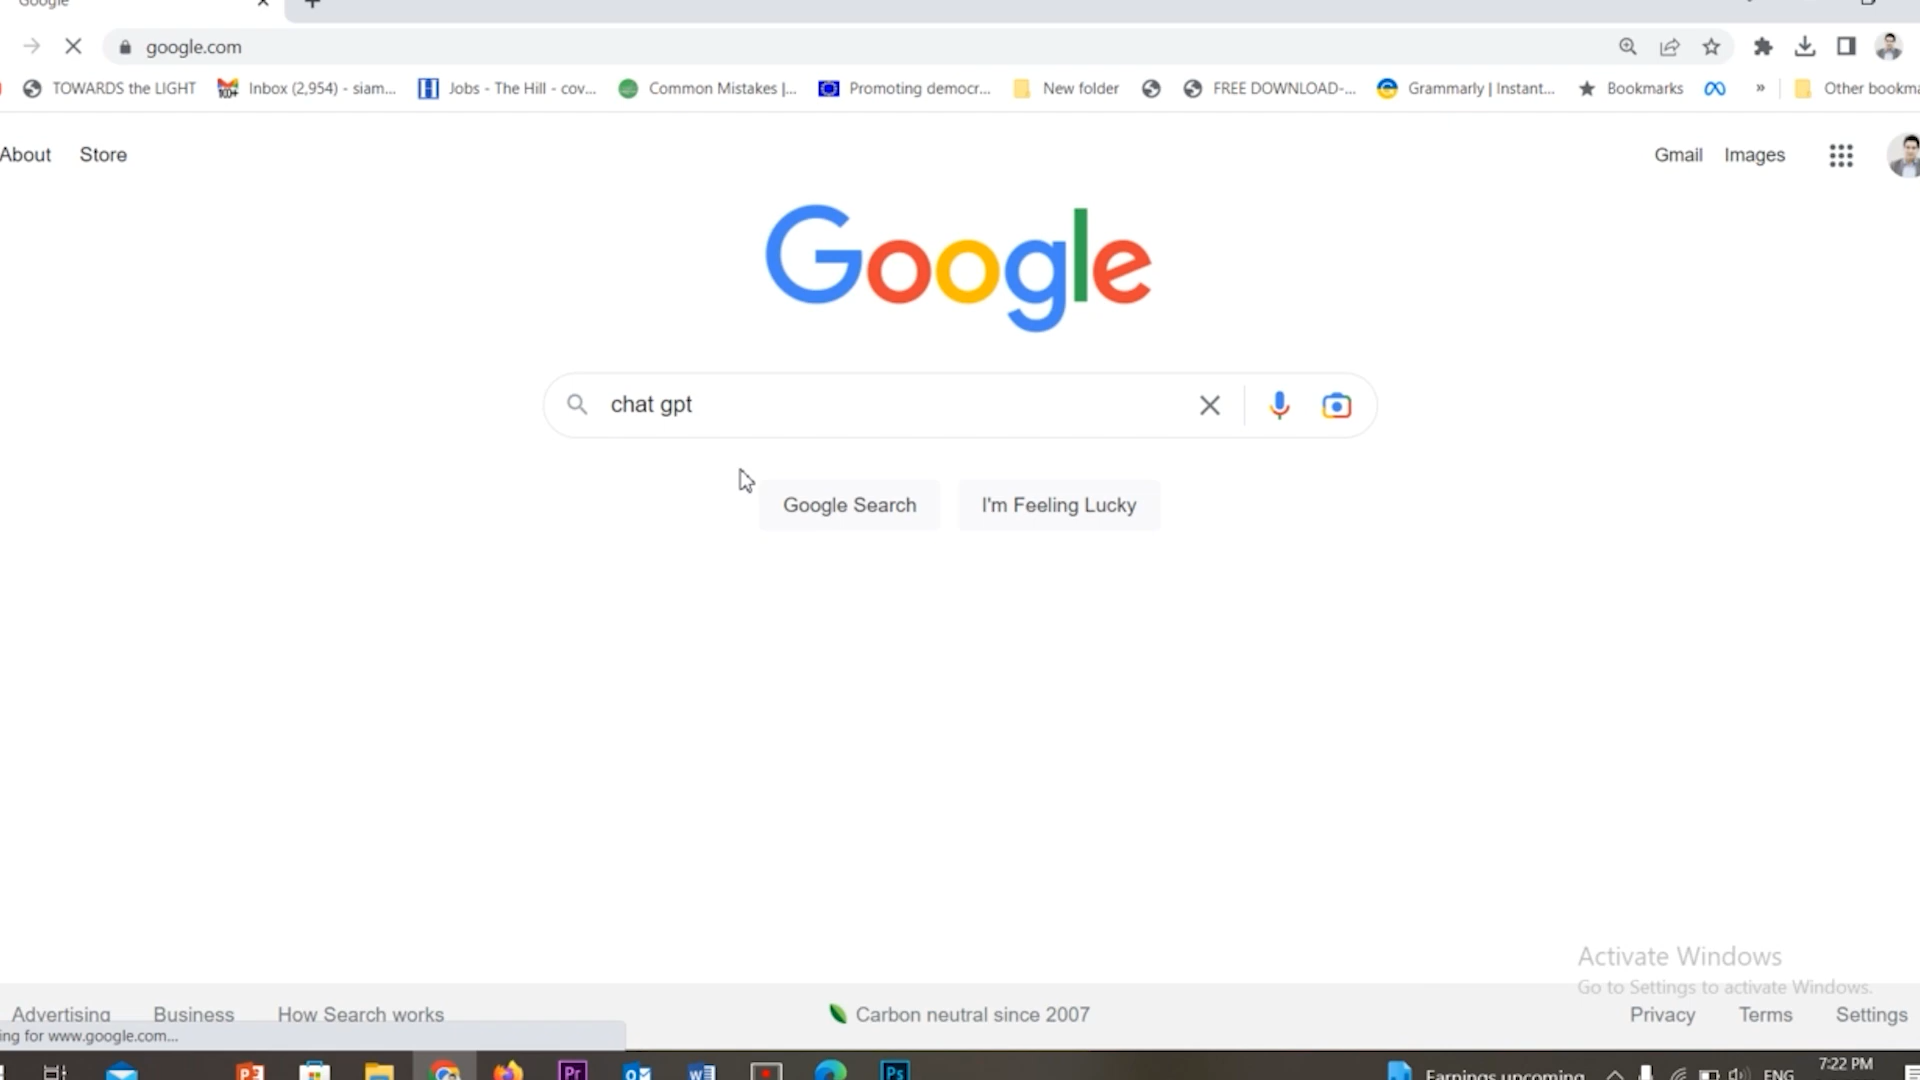 Google
google.com
TOWARDS the LIGHT
Inbox (2,954) - siam...
Jobs - The Hill - cov...
Common Mistakes |...
Promoting democr...
New folder
FREE DOWNLOAD-...
Grammarly | Instant...
Bookmarks
»
Other bookma
About
Store
Gmail
Images
Google
chat gpt
Google Search
I'm Feeling Lucky
Activate Windows
Go to Settings to activate Windows.
Advertising
Business
How Search works
Carbon neutral since 2007
Privacy
Terms
Settings
ing for www.google.com...
Earnings upcoming
ENG
7:22 PM